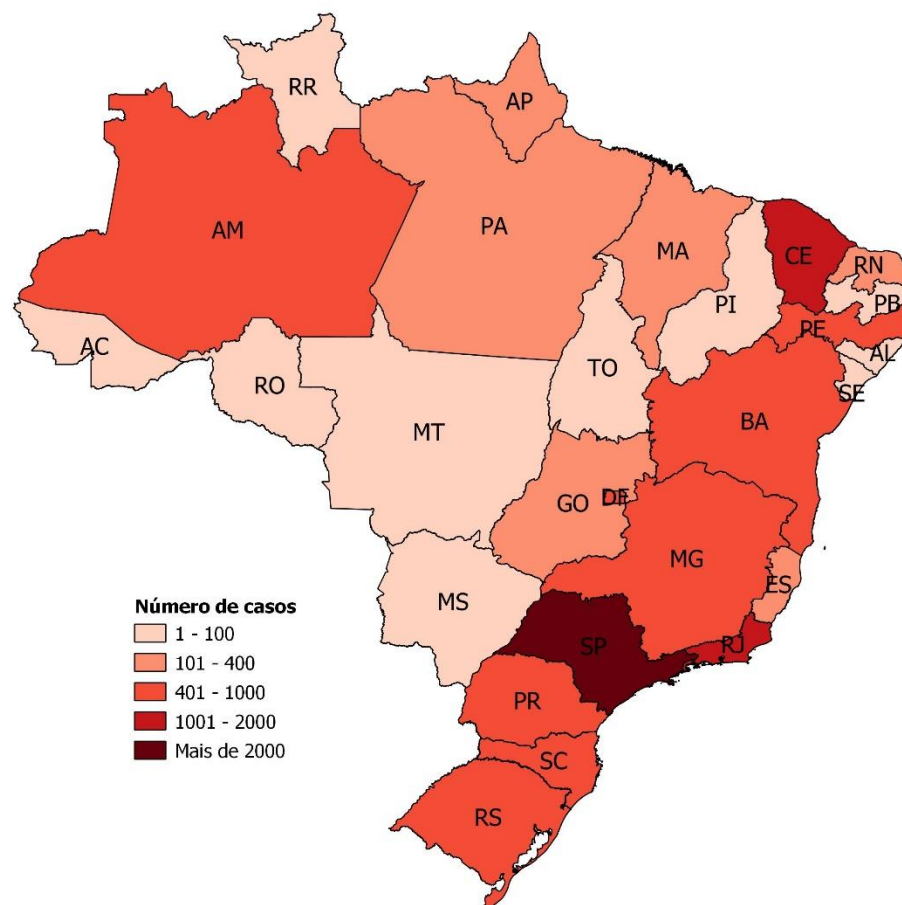 RR
AP
AM
PA
MA
CE
RN
PB
PI
PE
AC
AL
TO
SE
RO
BA
MT
GO
DF
MG
ES
MS
SP
RJ
PR
SC
RS
Número de casos
1 - 100
101 - 400
401 - 1000
1001 - 2000
Mais de 2000